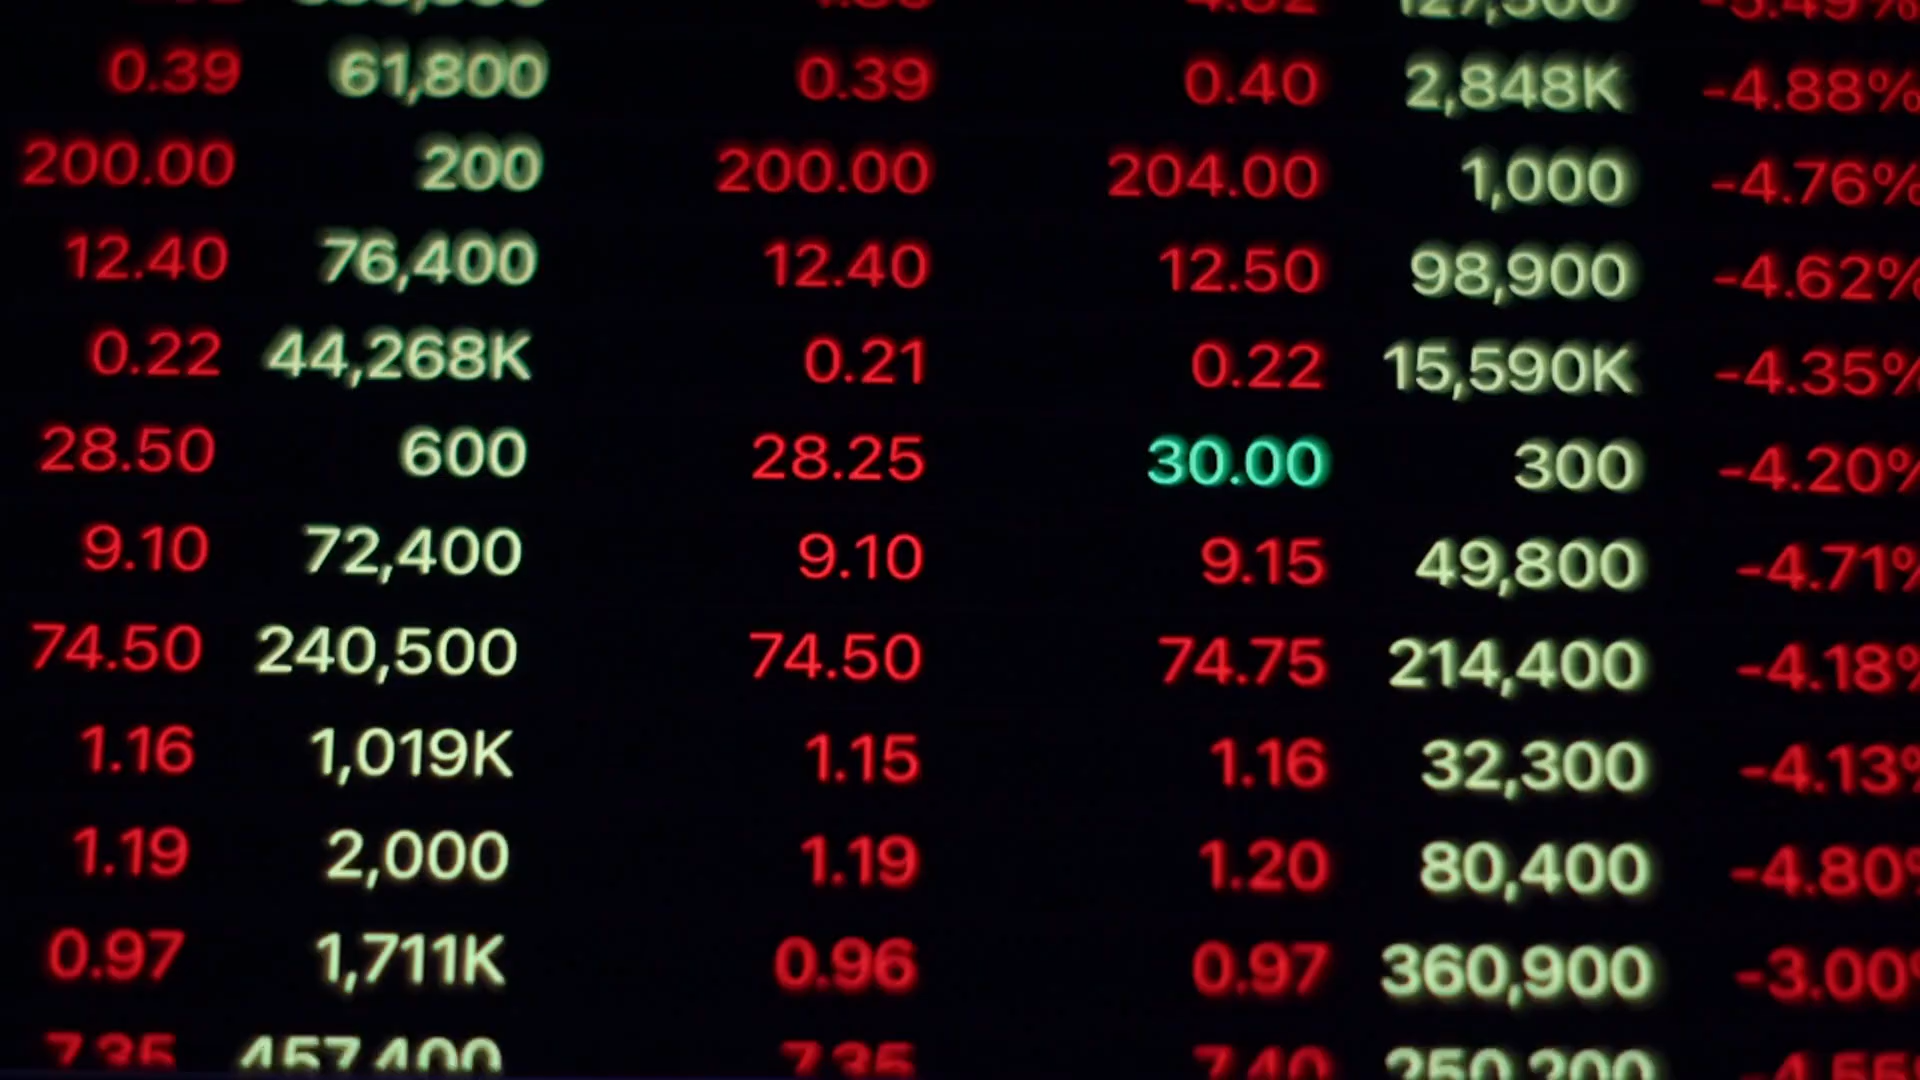 0.39 61,800 0.39 0.40 2,848K -4.88%
200.00 200 200.00 204.00 1,000 -4.76%
12.40 76,400 12.40 12.50 98,900 -4.62%
0.22 44,268K 0.21 0.22 15,590K -4.35%
28.50 600 28.25 30.00 300 -4.20%
9.10 72,400 9.10 9.15 49,800 -4.71%
74.50 240,500 74.50 74.75 214,400 -4.18%
1.16 1,019K 1.15 1.16 32,300 -4.13%
1.19 2,000 1.19 1.20 80,400 -4.80%
0.97 1,711K 0.96 0.97 360,900 -3.00%
7.35 457,400 7.35 7.40 250,200